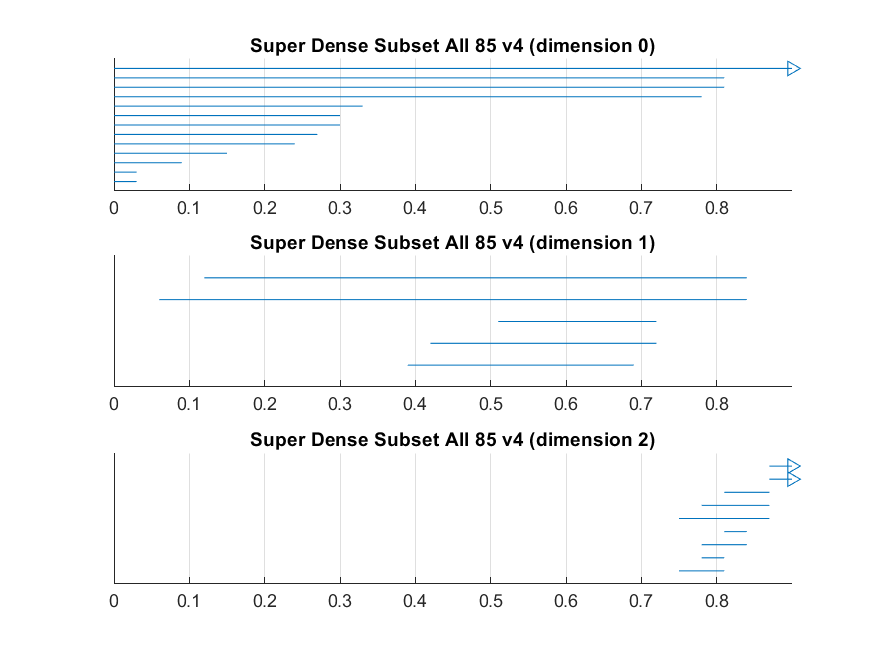 Super Dense Subset All 85 v4 (dimension 0)
0 0.1 0.2 0.3 0.4 0.5 0.6 0.7 0.8
Super Dense Subset All 85 v4 (dimension 1)
0 0.1 0.2 0.3 0.4 0.5 0.6 0.7 0.8
Super Dense Subset All 85 v4 (dimension 2)
0 0.1 0.2 0.3 0.4 0.5 0.6 0.7 0.8